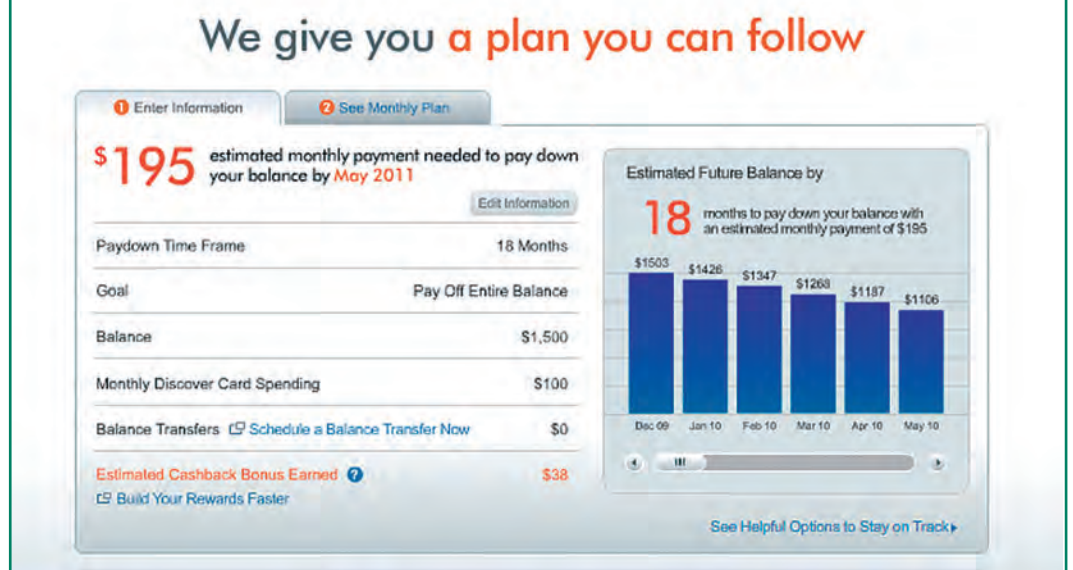 We give you a plan you can follow
1 Enter Information
2 See Monthly Plan
$195 estimated monthly payment needed to pay down
your balance by May 2011
Edit Information
Paydown Time Frame 18 Months
Goal Pay Off Entire Balance
Balance $1,500
Monthly Discover Card Spending $100
Balance Transfers Schedule a Balance Transfer Now $0
Estimated Cashback Bonus Earned ? $38
Build Your Rewards Faster
Estimated Future Balance by
18 months to pay down your balance with
an estimated monthly payment of $195
$1503 $1426 $1347 $1268 $1187 $1106
Dec 09 Jan 10 Feb 10 Mar 10 Apr 10 May 10
See Helpful Options to Stay on Track